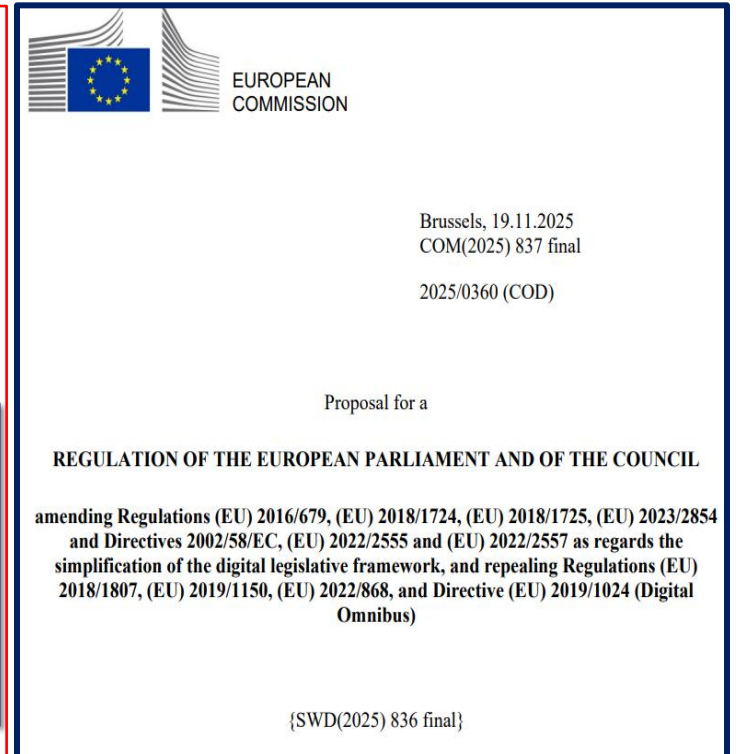 EUROPEAN
COMMISSION
Brussels, 19.11.2025
COM(2025) 837 final
2025/0360 (COD)
Proposal for a
REGULATION OF THE EUROPEAN PARLIAMENT AND OF THE COUNCIL
amending Regulations (EU) 2016/679, (EU) 2018/1724, (EU) 2018/1725, (EU) 2023/2854
and Directives 2002/58/EC, (EU) 2022/2555 and (EU) 2022/2557 as regards the
simplification of the digital legislative framework, and repealing Regulations (EU)
2018/1807, (EU) 2019/1150, (EU) 2022/868, and Directive (EU) 2019/1024 (Digital
Omnibus)
{SWD(2025) 836 final}